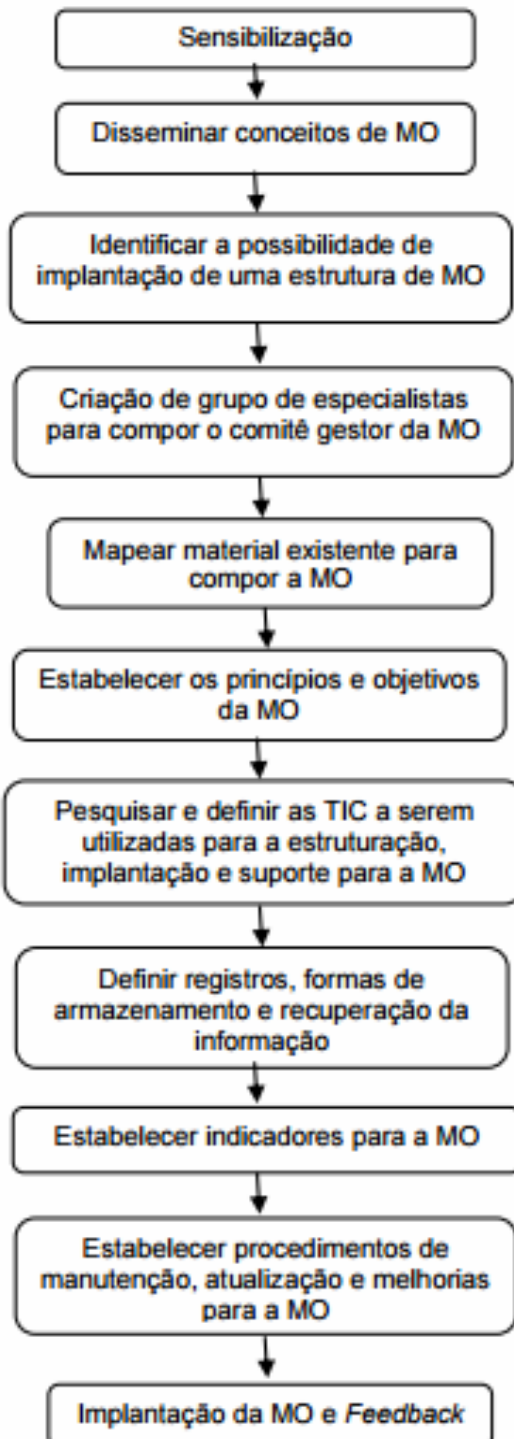 Sensibilização
Disseminar conceitos de MO
Identificar a possibilidade de
implantação de uma estrutura de MO
Criação de grupo de especialistas
para compor o comitê gestor da MO
Mapear material existente para
compor a MO
Estabelecer os princípios e objetivos
da MO
Pesquisar e definir as TIC a serem
utilizadas para a estruturação,
implantação e suporte para a MO
Definir registros, formas de
armazenamento e recuperação da
informação
Estabelecer indicadores para a MO
Estabelecer procedimentos de
manutenção, atualização e melhorias
para a MO
Implantação da MO e Feedback